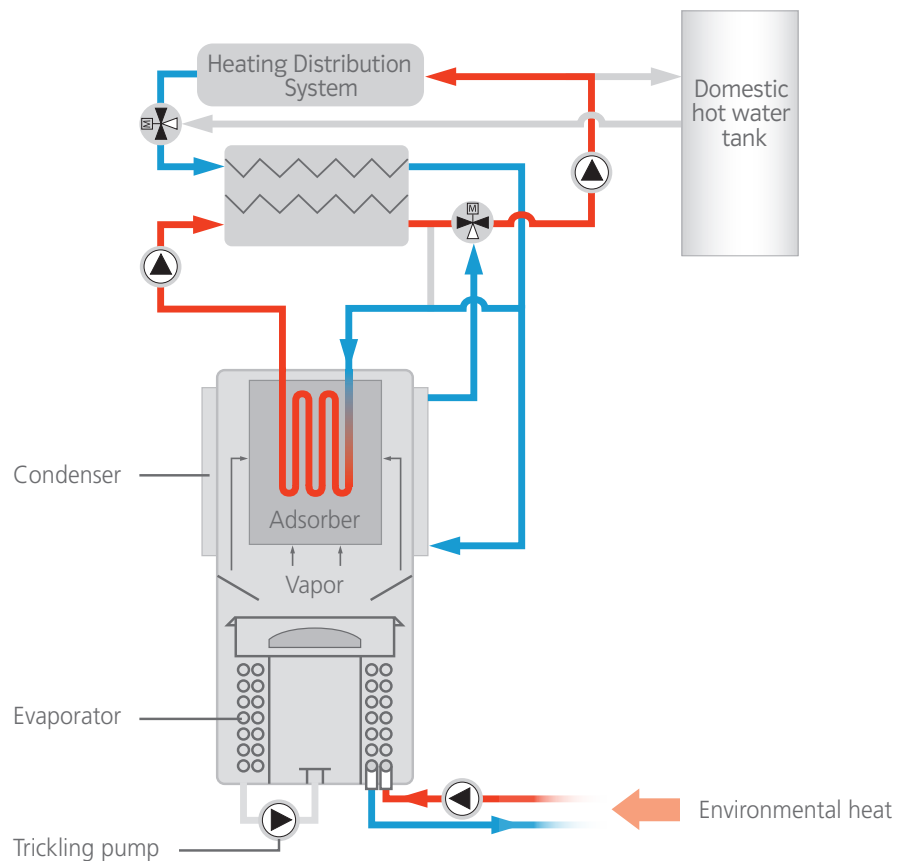 Heating Distribution
System
Domestic
hot water
tank
M
M
Condenser
Adsorber
Vapor
Evaporator
Environmental heat
Trickling pump